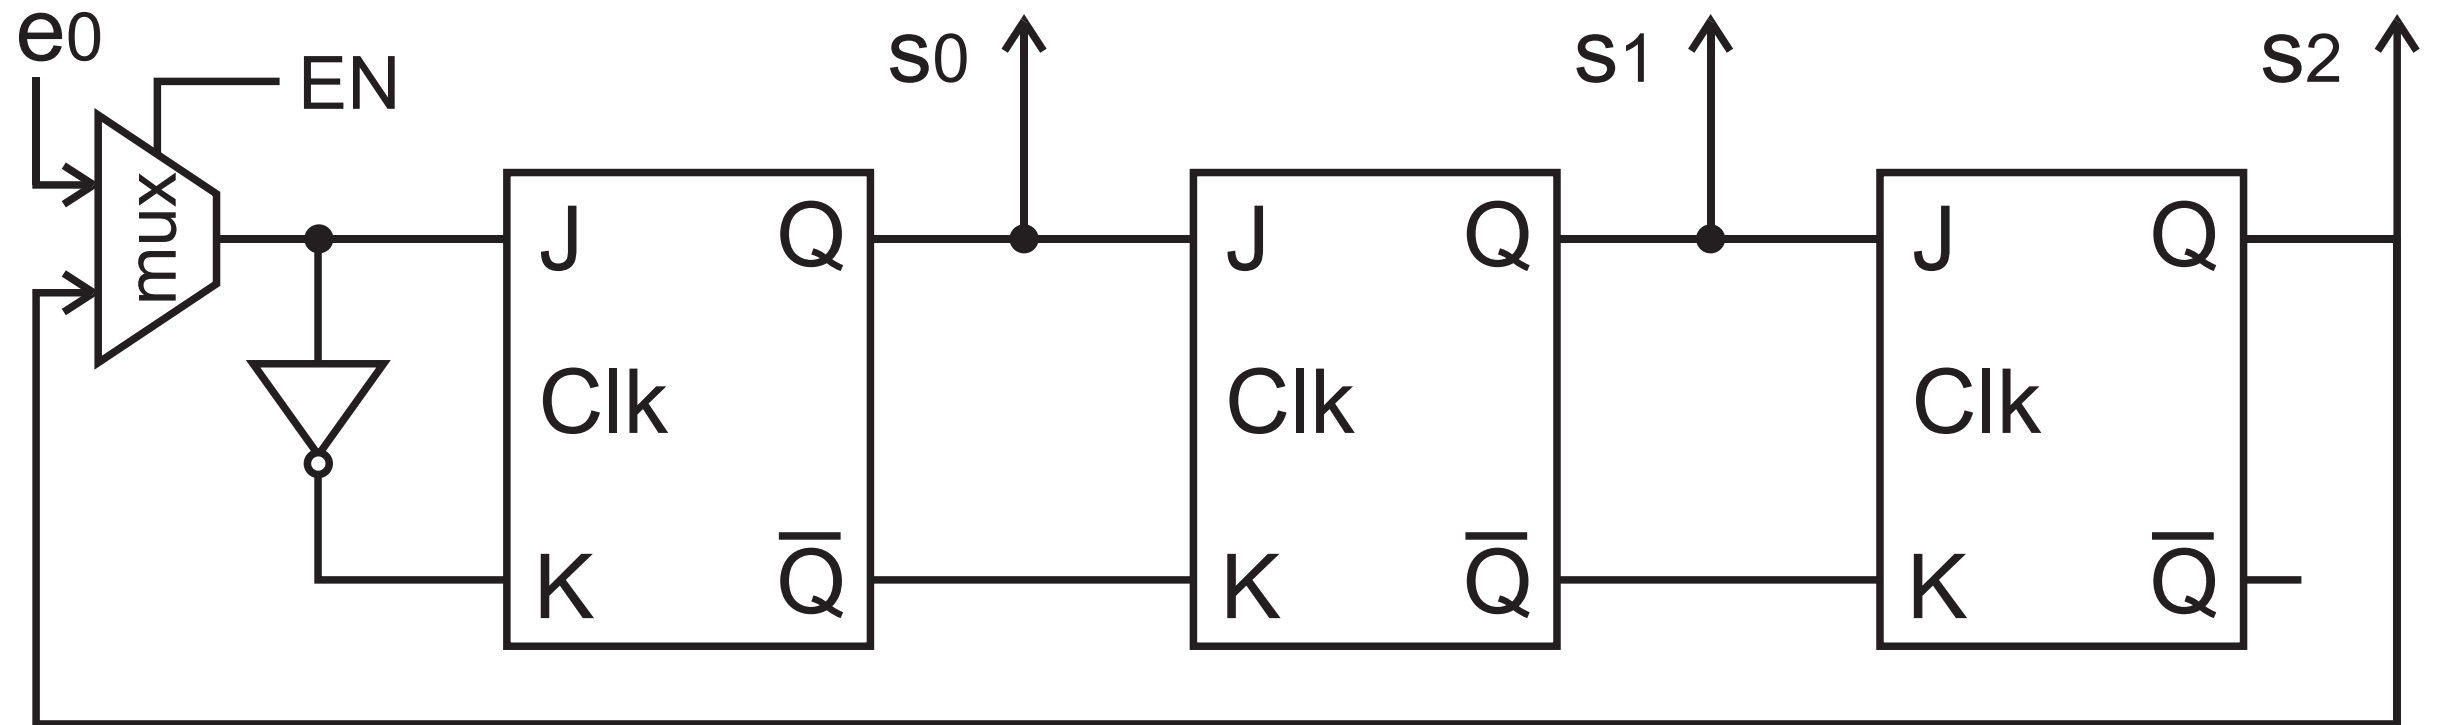 e0
EN
s0
s1
s2
mux
J Q
Clk
K Q̅
J Q
Clk
K Q̅
J Q
Clk
K Q̅